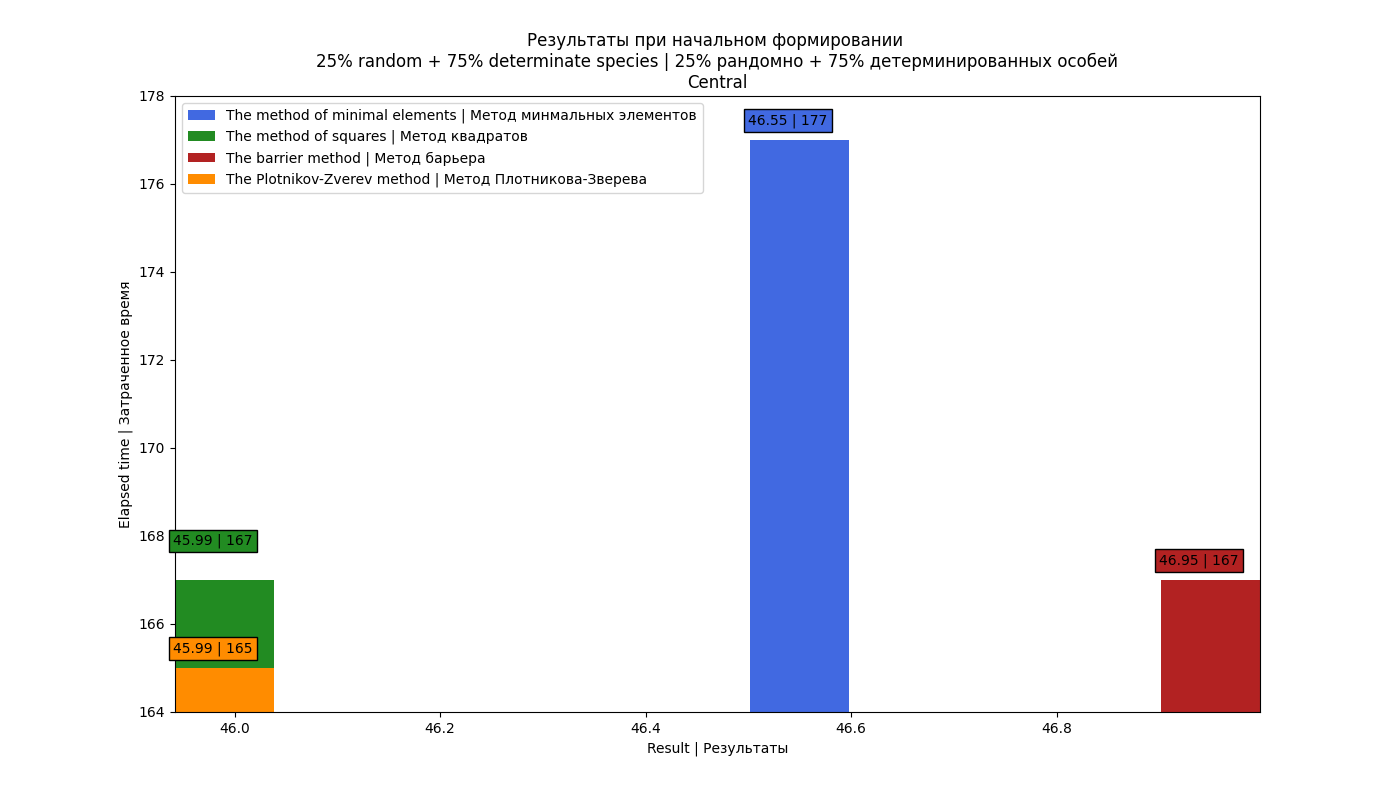 Результаты при начальном формировании
25% random + 75% determinate species | 25% рандомно + 75% детерминированных особей
Central
178
The method of minimal elements | Метод минмальных элементов
The method of squares | Метод квадратов
The barrier method | Метод барьера
The Plotnikov-Zverev method | Метод Плотникова-Зверева
46.55 | 177
176
174
172
170
168
166
164
Elapsed time | Затраченное время
45.99 | 167
46.95 | 167
45.99 | 165
46.0
46.2
46.4
46.6
46.8
Result | Результаты